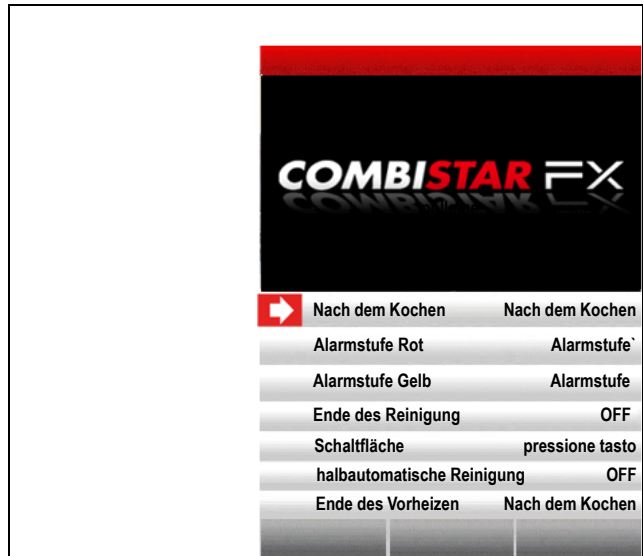 COMBISTAR FX
Nach dem Kochen Nach dem Kochen
Alarmstufe Rot Alarmstufe`
Alarmstufe Gelb Alarmstufe
Ende des Reinigung OFF
Schaltfläche pressione tasto
halbautomatische Reinigung OFF
Ende des Vorheizen Nach dem Kochen